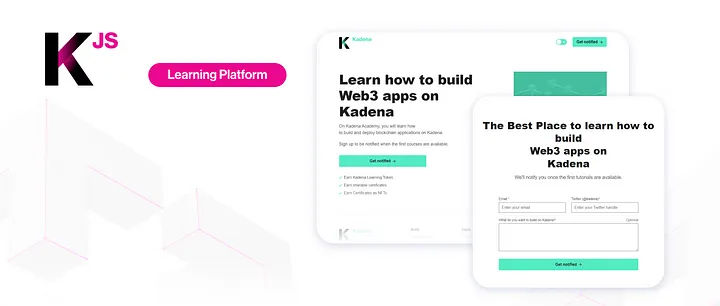 K JS
Learning Platform
Kadena
Get notified →
Learn how to build
Web3 apps on
Kadena
On Kadena Academy, you will learn how
to build and deploy blockchain applications on Kadena.
Sign up to be notified when the first courses are available.
Get notified →
✓ Earn Kadena Learning Token
✓ Earn sharable certificates
✓ Earn Certificates as NFTs
The Best Place to learn how to
build
Web3 apps on
Kadena
We'll notify you once the first tutorials are available.
Email *
Enter your email
Enter your Twitter handle
What do you want to build on Kadena?
Optional
Get notified →